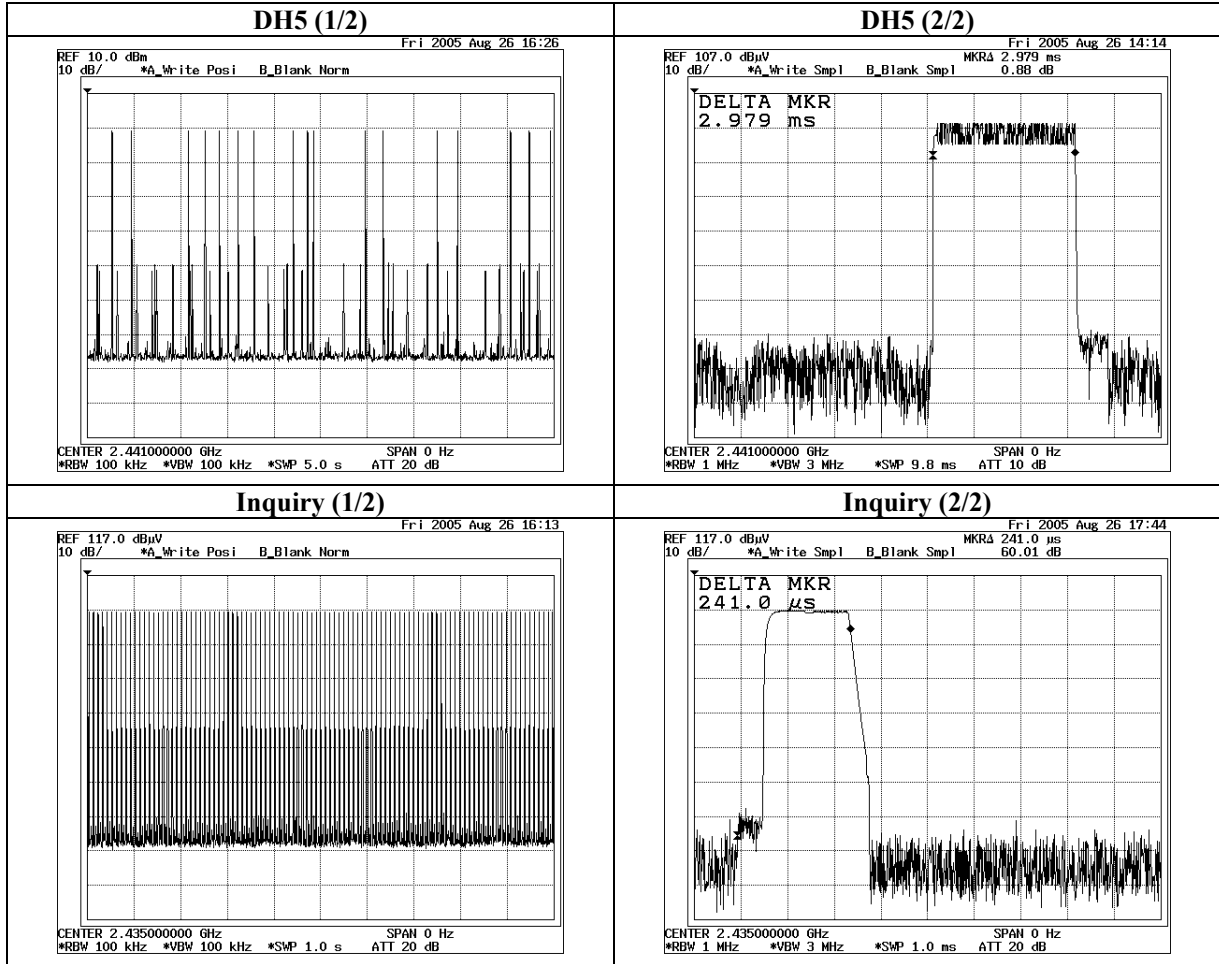 DH5 (1/2)
DH5 (2/2)
Fri 2005 Aug 26 16:26
REF 10.0 dBm
10 dB/ *A_Write Posi B_Blank Norm
CENTER 2.441000000 GHz SPAN 0 Hz
*RBW 100 kHz *VBW 100 kHz *SWP 5.0 s ATT 20 dB
Fri 2005 Aug 26 14:14
REF 107.0 dBµV MKRΔ 2.979 ms
10 dB/ *A_Write Smpl B_Blank Smpl 0.88 dB
DELTA MKR
2.979 ms
CENTER 2.441000000 GHz SPAN 0 Hz
*RBW 1 MHz *VBW 3 MHz *SWP 9.8 ms ATT 10 dB
Inquiry (1/2)
Inquiry (2/2)
Fri 2005 Aug 26 16:13
REF 117.0 dBµV
10 dB/ *A_Write Posi B_Blank Norm
CENTER 2.435000000 GHz SPAN 0 Hz
*RBW 100 kHz *VBW 100 kHz *SWP 1.0 s ATT 20 dB
Fri 2005 Aug 26 17:44
REF 117.0 dBµV MKRΔ 241.0 µs
10 dB/ *A_Write Smpl B_Blank Smpl 60.01 dB
DELTA MKR
241.0 µs
CENTER 2.435000000 GHz SPAN 0 Hz
*RBW 1 MHz *VBW 3 MHz *SWP 1.0 ms ATT 20 dB